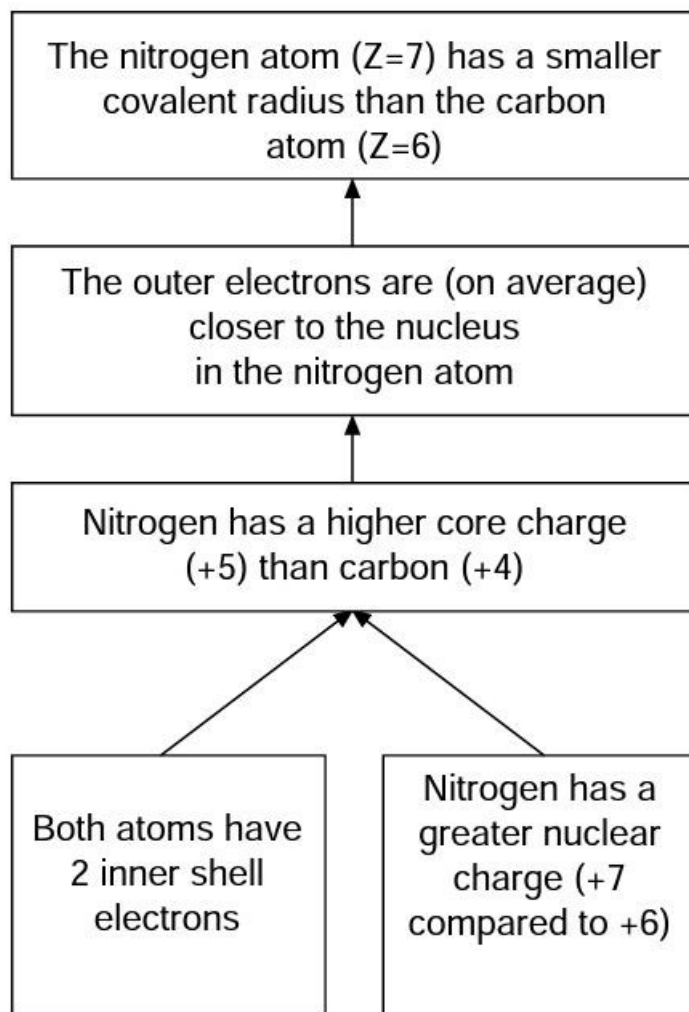 The nitrogen atom (Z=7) has a smaller
covalent radius than the carbon
atom (Z=6)
The outer electrons are (on average)
closer to the nucleus
in the nitrogen atom
Nitrogen has a higher core charge
(+5) than carbon (+4)
Both atoms have
2 inner shell
electrons
Nitrogen has a
greater nuclear
charge (+7
compared to +6)